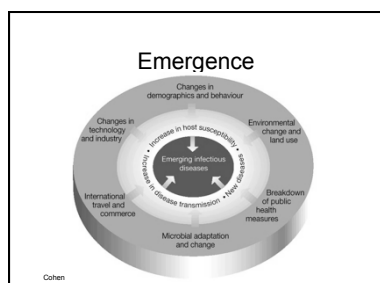 Emergence
Changes in
demographics and behaviour
Changes in
technology
and industry
Environmental
change and
land use
• Increase in host susceptibility •
Emerging infectious
diseases
New diseases
• Increase in disease transmission •
International
travel and
commerce
Breakdown
of public
health
measures
Microbial adaptation
and change
Cohen